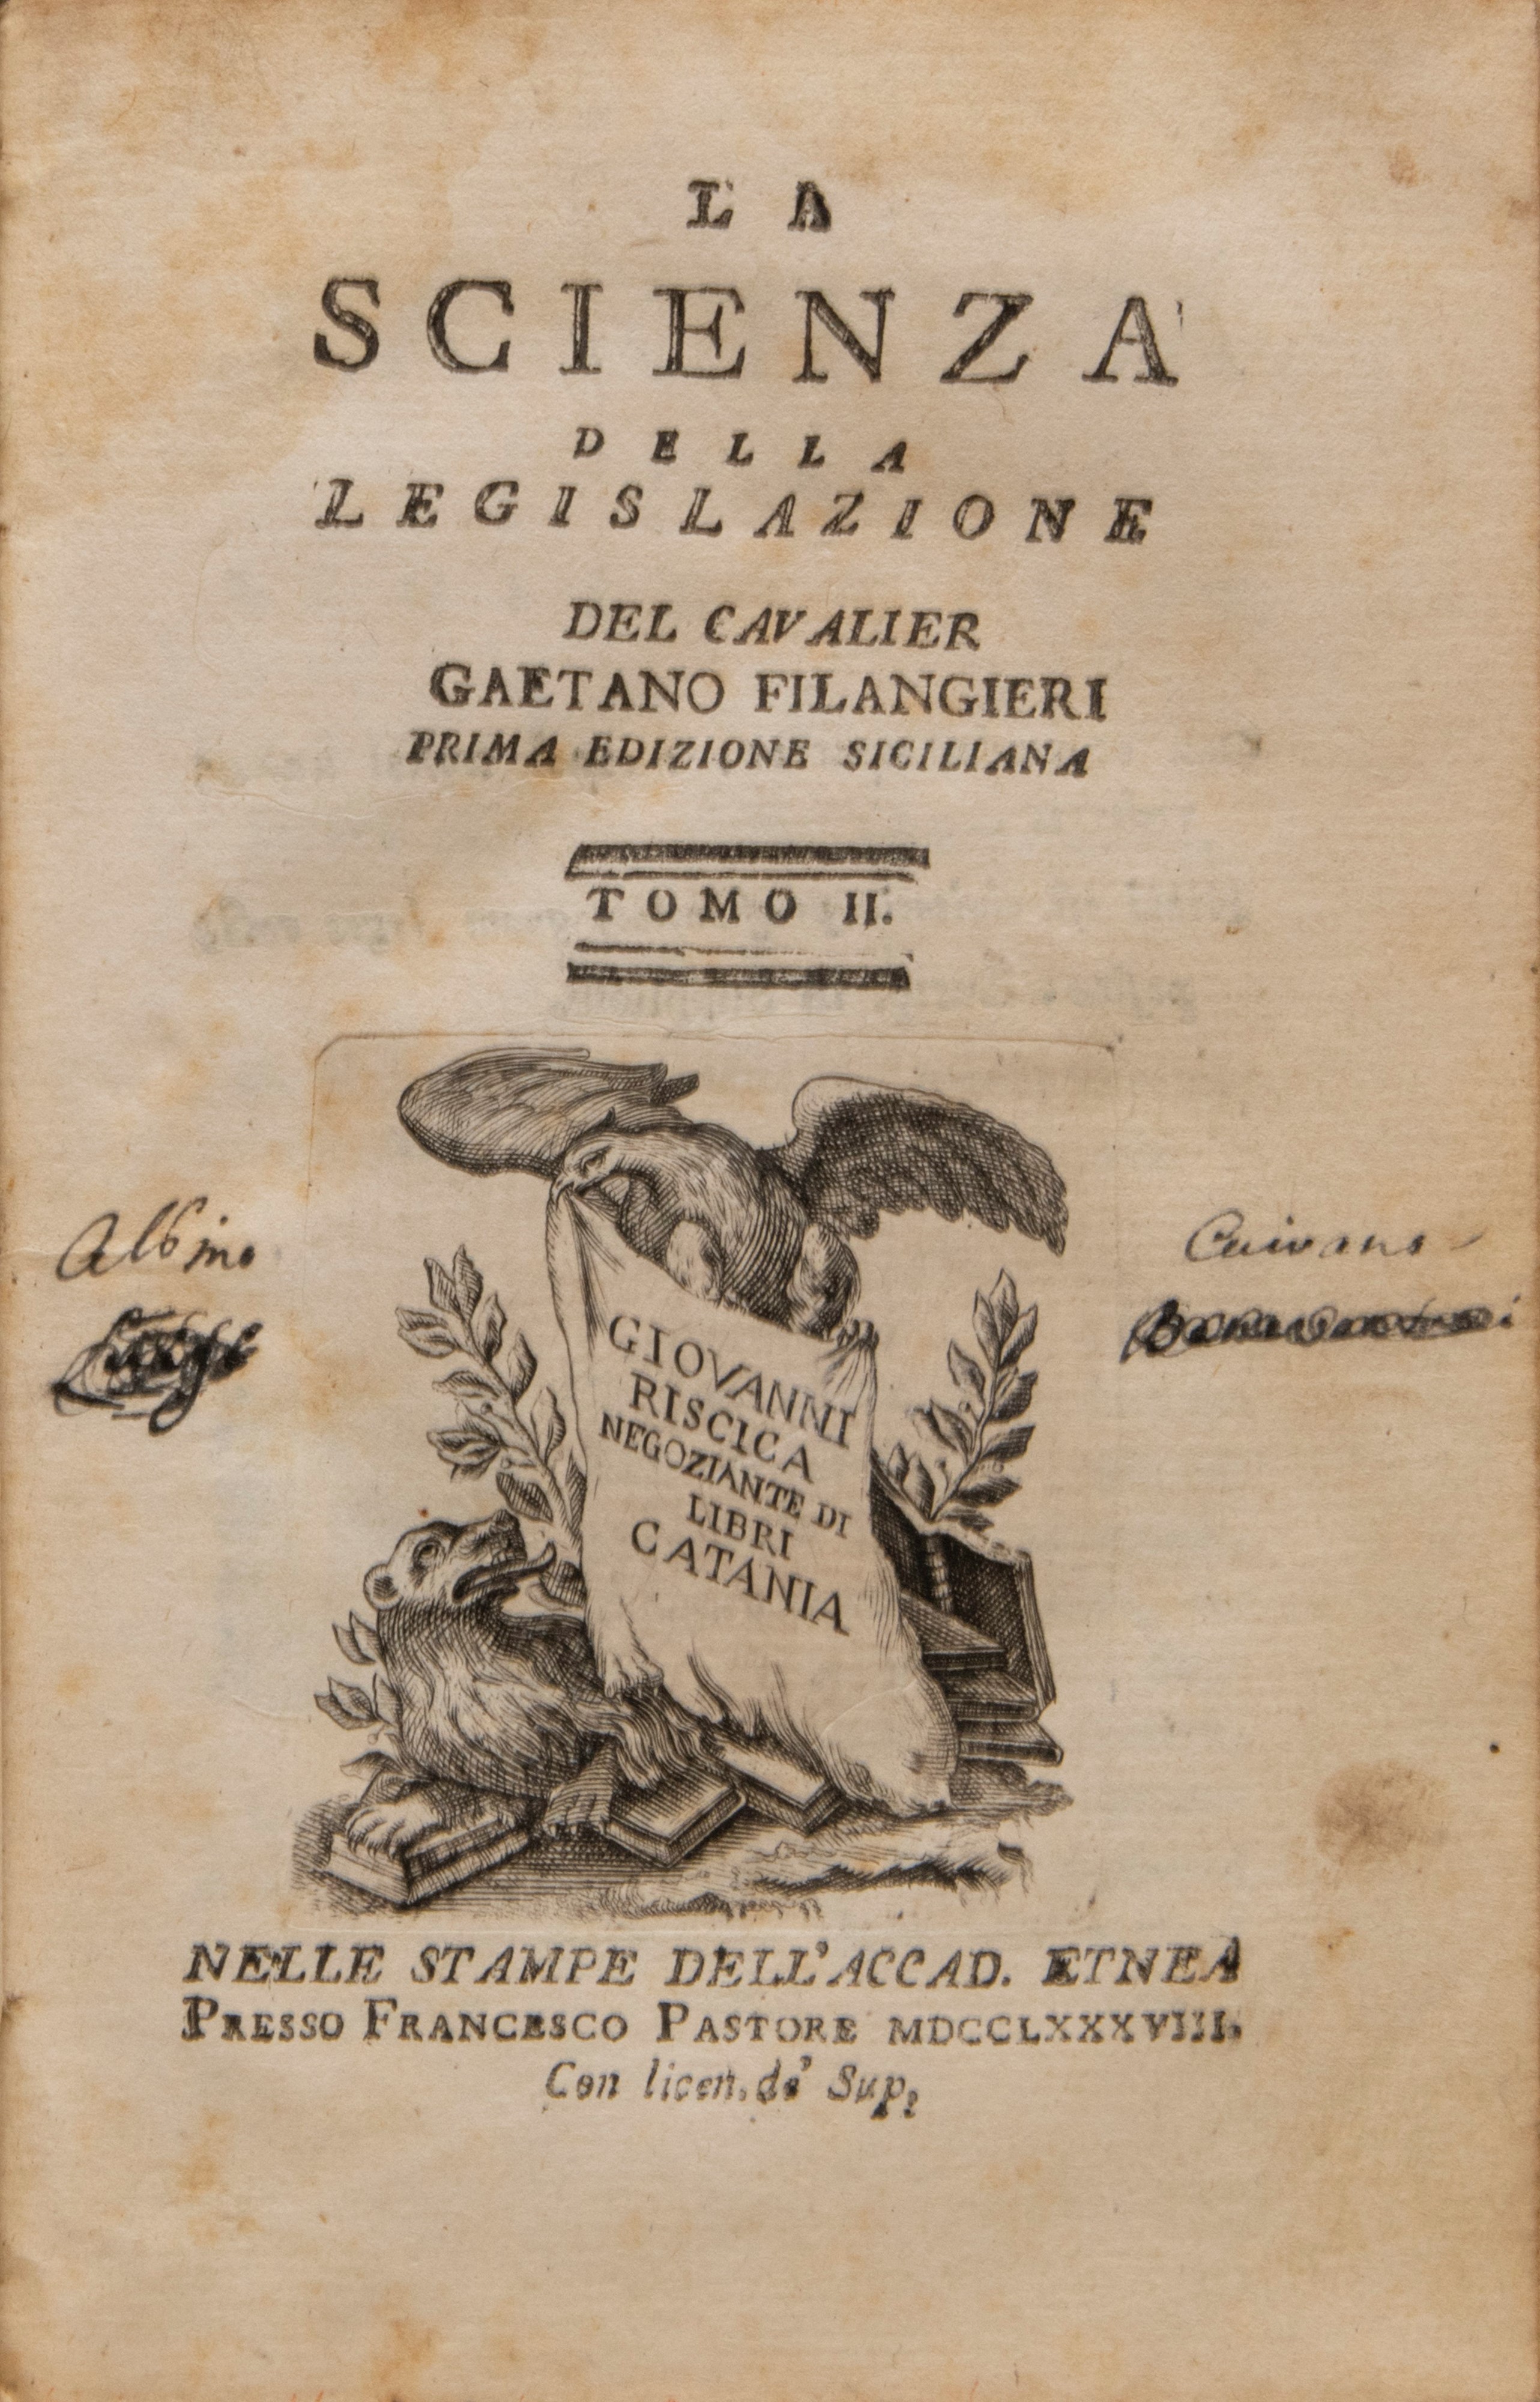 LA
SCIENZA
DELLA
LEGISLAZIONE
DEL CAVALIER
GAETANO FILANGIERI
PRIMA EDIZIONE SICILIANA
TOMO II.
Albino
GIOVANNI
RISCICA
NEGOZIANTE DI
LIBRI
CATANIA
NELLE STAMPE DELL'ACCAD. ETNEA
PRESSO FRANCESCO PASTORE MDCCLXXXVIII.
Con licen. de' Sup.